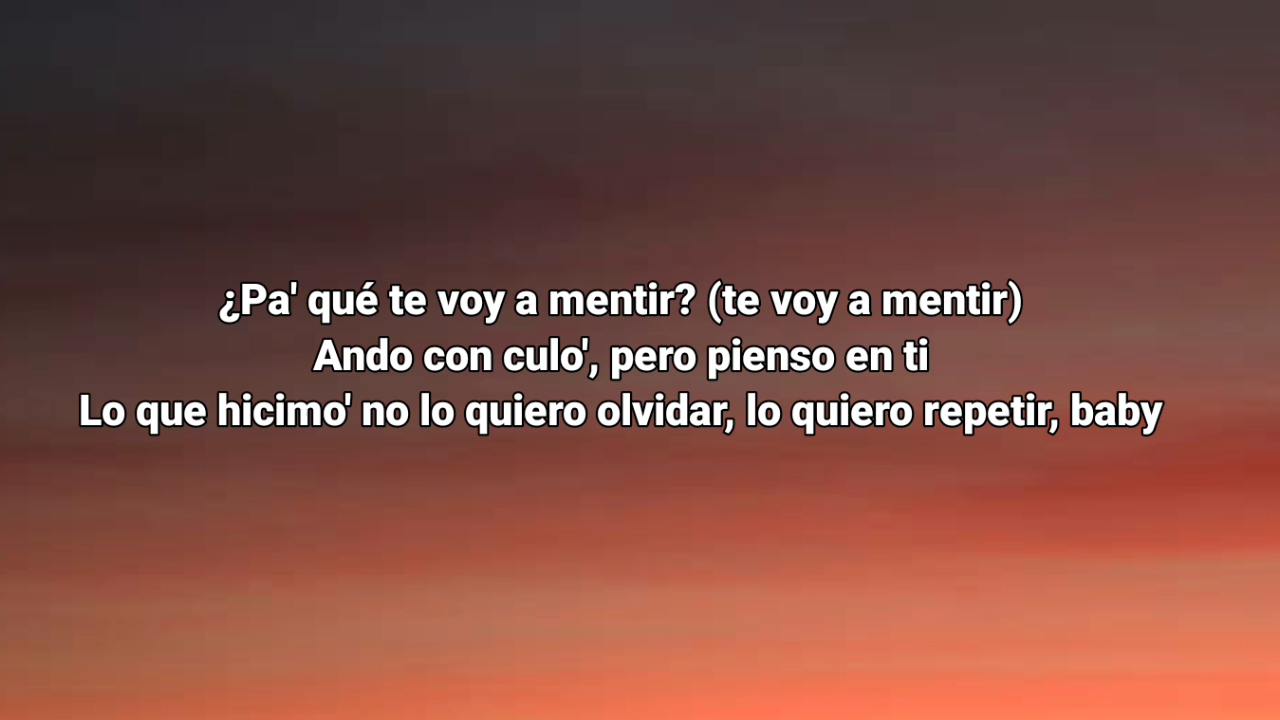 ¿Pa' qué te voy a mentir? (te voy a mentir)
Ando con culo', pero pienso en ti
Lo que hicimo' no lo quiero olvidar, lo quiero repetir, baby